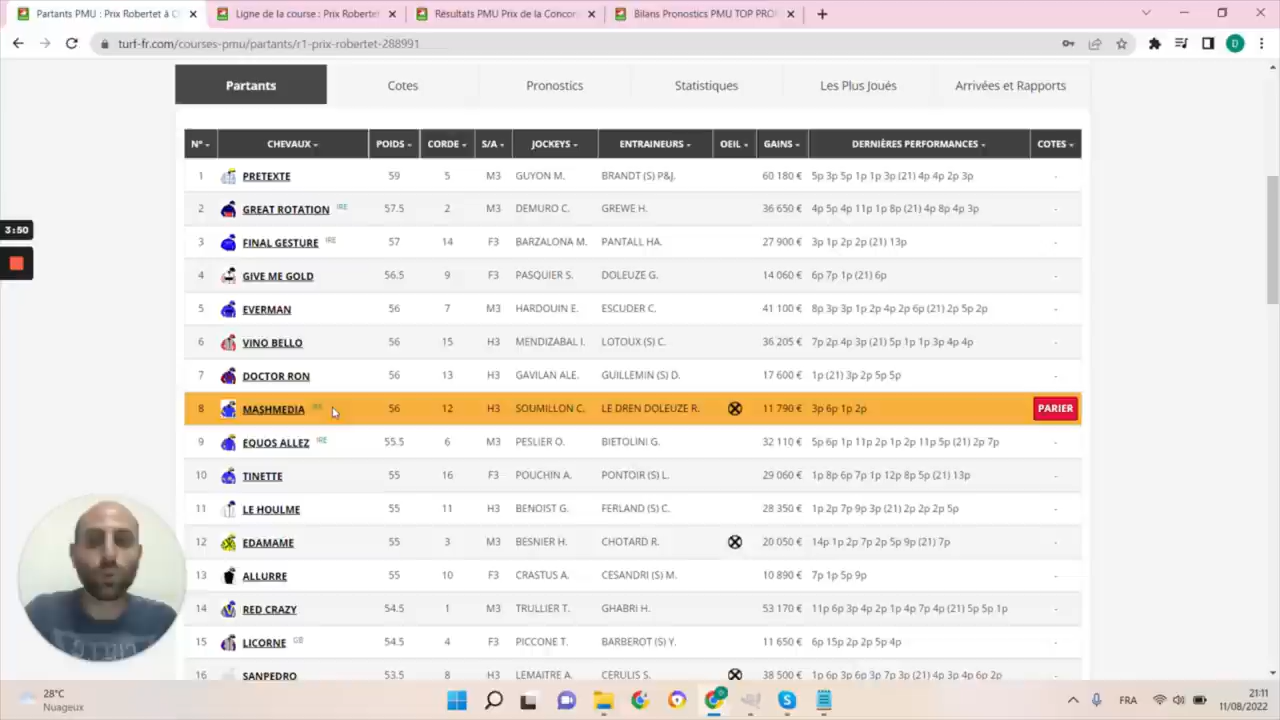 Partants PMU : Prix Robertet à C
Ligne de la course : Prix Robertet
Résultats PMU Prix de la Concor
Bilans Pronostics PMU TOP PRO
turf-fr.com/courses-pmu/partants/r1-prix-robertet-288991
D
Partants Cotes Pronostics Statistiques Les Plus Joués Arrivées et Rapports
N° CHEVAUX POIDS CORDE S/A JOCKEYS ENTRAINEURS OEIL GAINS DERNIÈRES PERFORMANCES COTES
1 PRETEXTE 59 5 M3 GUYON M. BRANDT (S) P&J. 60 180 € 5p 3p 5p 1p 1p 3p (21) 4p 4p 2p 3p -
2 GREAT ROTATION IRE 57.5 2 M3 DEMURO C. GREWE H. 36 650 € 4p 5p 4p 11p 1p 8p (21) 4p 8p 4p 3p -
3:50
3 FINAL GESTURE IRE 57 14 F3 BARZALONA M. PANTALL HA. 27 900 € 3p 1p 2p 2p (21) 13p -
4 GIVE ME GOLD 56.5 9 F3 PASQUIER S. DOLEUZE G. 14 060 € 6p 7p 1p (21) 6p -
5 EVERMAN 56 7 M3 HARDOUIN E. ESCUDER C. 41 100 € 8p 3p 3p 1p 2p 4p 2p 6p (21) 2p 5p 2p -
6 VINO BELLO 56 15 H3 MENDIZABAL I. LOTOUX (S) C. 36 205 € 7p 2p 4p 3p (21) 5p 1p 1p 3p 4p 4p -
7 DOCTOR RON 56 13 H3 GAVILAN ALE. GUILLEMIN (S) D. 17 600 € 1p (21) 3p 2p 5p 5p -
8 MASHMEDIA IRE 56 12 H3 SOUMILLON C. LE DREN DOLEUZE R. 11 790 € 3p 6p 1p 2p PARIER
9 EQUOS ALLEZ IRE 55.5 6 M3 PESLIER O. BIETOLINI G. 32 110 € 5p 6p 1p 11p 2p 1p 2p 11p 5p (21) 2p 7p -
10 TINETTE 55 16 F3 POUCHIN A. PONTOIR (S) L. 29 060 € 1p 8p 6p 7p 1p 12p 8p 5p (21) 13p -
11 LE HOULME 55 11 H3 BENOIST G. FERLAND (S) C. 28 350 € 1p 2p 7p 9p 3p (21) 2p 2p 2p 5p -
12 EDAMAME 55 3 M3 BESNIER H. CHOTARD R. 20 050 € 14p 1p 2p 7p 2p 5p 9p (21) 7p -
13 ALLURRE 55 10 F3 CRASTUS A. CESANDRI (S) M. 10 890 € 7p 1p 5p 9p -
14 RED CRAZY 54.5 1 M3 TRULLIER T. GHABRI H. 53 170 € 11p 6p 3p 4p 2p 1p 4p 7p 4p (21) 5p 5p 1p -
15 LICORNE GB 54.5 4 F3 PICCONE T. BARBEROT (S) Y. 11 650 € 6p 15p 2p 2p 5p 4p -
16 SANPEDRO 53.5 8 H3 LEMAITRE A. CERULIS S. 38 500 € 1p 6p 3p 6p 3p 7p 3p (21) 4p 3p 4p 6p 2p -
28°C
Nuageux
FRA
21:11
11/08/2022